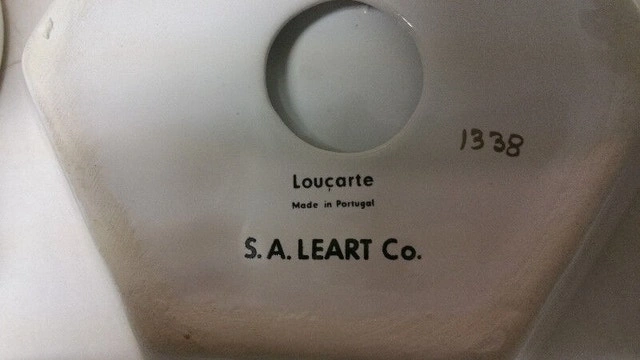 1338
Louçarte
Made in Portugal
S. A. LEART Co.